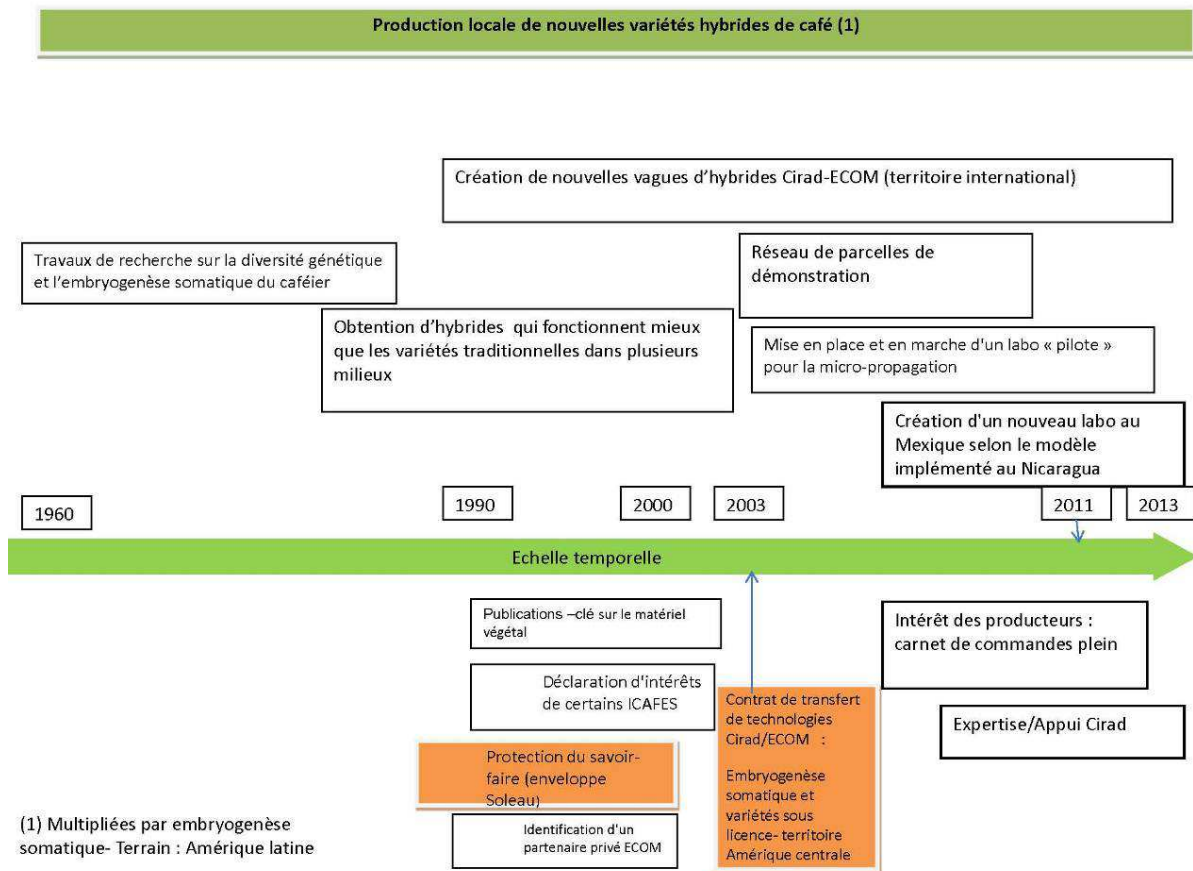 Production locale de nouvelles variétés hybrides de café (1)
Création de nouvelles vagues d'hybrides Cirad-ECOM (territoire international)
Travaux de recherche sur la diversité génétique
et l'embryogenèse somatique du caféier
Réseau de parcelles de
démonstration
Obtention d'hybrides qui fonctionnent mieux
que les variétés traditionnelles dans plusieurs
milieux
Mise en place et en marche d'un labo « pilote »
pour la micro-propagation
Création d'un nouveau labo au
Mexique selon le modèle
implémenté au Nicaragua
1960
1990
2000
2003
2011
2013
Echelle temporelle
Publications –clé sur le matériel
végétal
Déclaration d'intérêts
de certains ICAFES
Protection du savoir-
faire (enveloppe
Soleau)
Identification d'un
partenaire privé ECOM
Contrat de transfert
de technologies
Cirad/ECOM :
Embryogenèse
somatique et
variétés sous
licence- territoire
Amérique centrale
Intérêt des producteurs :
carnet de commandes plein
Expertise/Appui Cirad
(1) Multipliées par embryogenèse
somatique- Terrain : Amérique latine